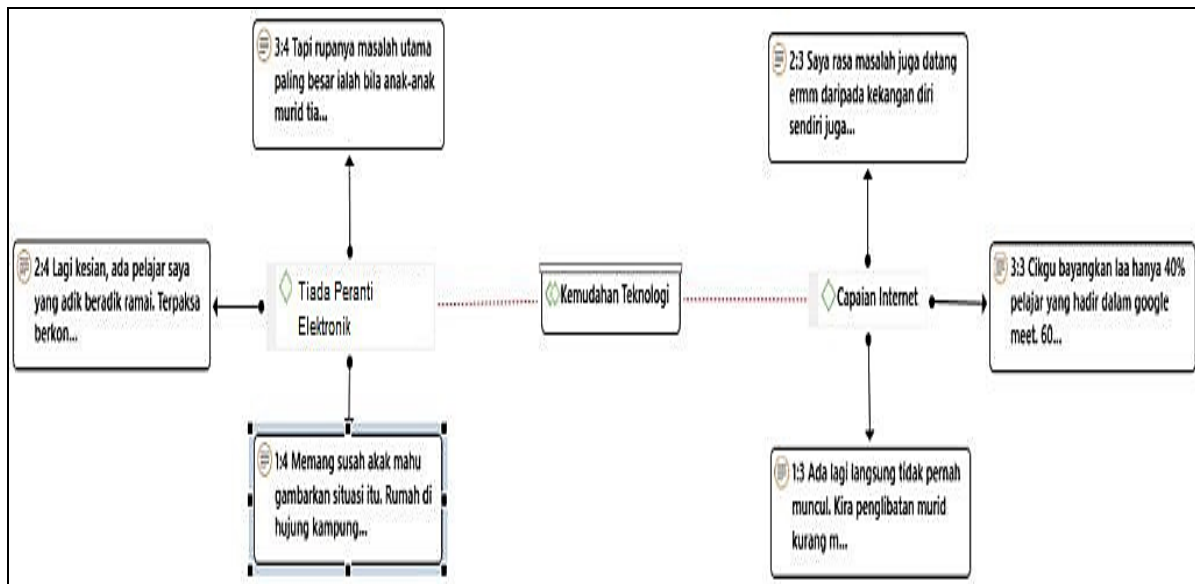 3:4 Tapi rupanya masalah utama
paling besar ialah bila anak-anak
murid tia...
2:3 Saya rasa masalah juga datang
ermm daripada kekangan diri
sendiri juga...
2:4 Lagi kesian, ada pelajar saya
yang adik beradik ramai. Terpaksa
berkon...
Tiada Peranti
Elektronik
Kemudahan Teknologi
Capaian Internet
3:3 Cikgu bayangkan laa hanya 40%
pelajar yang hadir dalam google
meet. 60...
1:4 Memang susah akak mahu
gambarkan situasi itu. Rumah di
hujung kampung...
1:3 Ada lagi langsung tidak pernah
muncul. Kira penglibatan murid
kurang m...